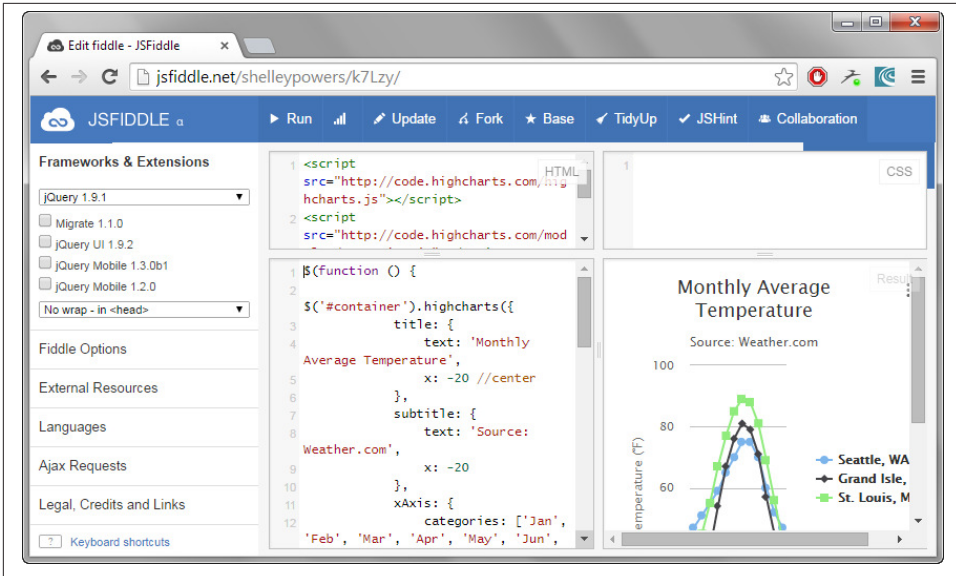 Edit fiddle - JSFiddle
jsfiddle.net/shelleypowers/k7Lzy/
JSFIDDLE α
Run
Update
Fork
Base
TidyUp
JSHint
Collaboration
Frameworks & Extensions
jQuery 1.9.1
Migrate 1.1.0
jQuery UI 1.9.2
jQuery Mobile 1.3.0b1
jQuery Mobile 1.2.0
No wrap - in <head>
Fiddle Options
External Resources
Languages
Ajax Requests
Legal, Credits and Links
? Keyboard shortcuts
HTML
1 <script
src="http://code.highcharts.com/hig
hcharts.js"></script>
2 <script
src="http://code.highcharts.com/mod
CSS
1
1 $(function () {
2
$('#container').highcharts({
3 title: {
4 text: 'Monthly
Average Temperature',
5 x: -20 //center
6 },
7 subtitle: {
8 text: 'Source:
Weather.com',
9 x: -20
10 },
11 xAxis: {
12 categories: ['Jan',
'Feb', 'Mar', 'Apr', 'May', 'Jun',
Result
Monthly Average
Temperature
Source: Weather.com
100
80
60
emperature (°F)
Seattle, WA
Grand Isle,
St. Louis, M